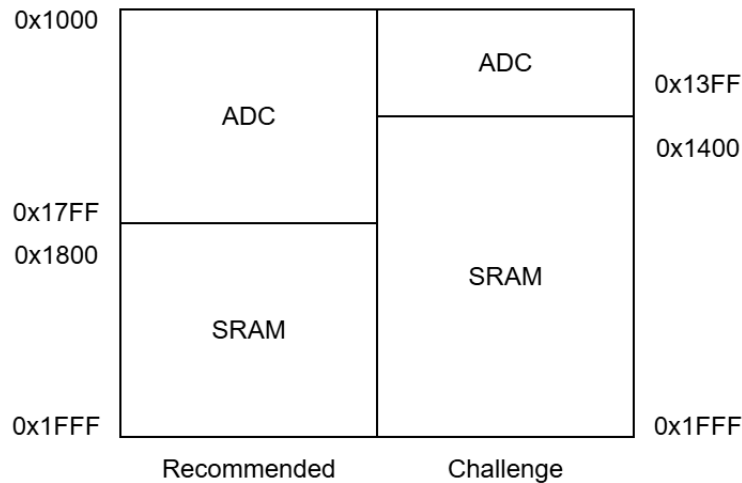 0x1000
ADC
ADC
0x13FF
0x1400
0x17FF
0x1800
SRAM
SRAM
0x1FFF
0x1FFF
Recommended
Challenge